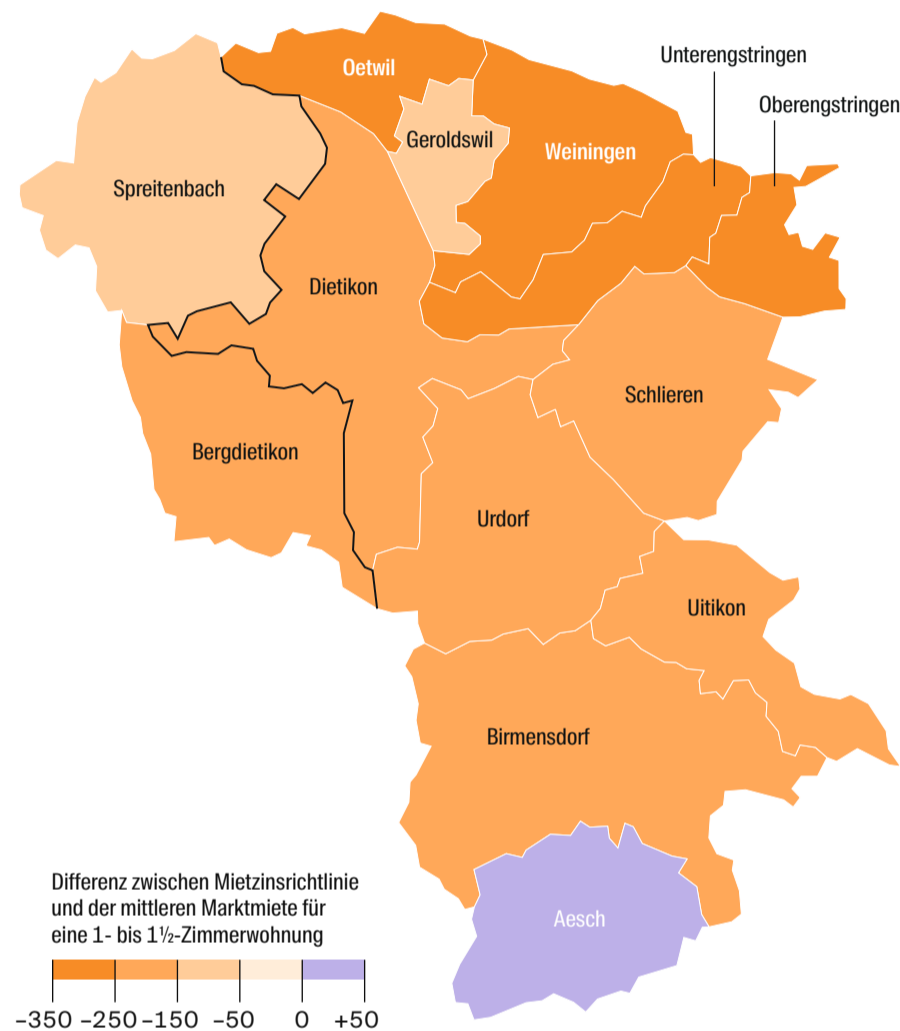 Unterengstringen
Oetwil
Oberengstringen
Geroldswil
Weiningen
Spreitenbach
Dietikon
Schlieren
Bergdietikon
Urdorf
Uitikon
Birmensdorf
Aesch
Differenz zwischen Mietzinsrichtlinie
und der mittleren Marktmiete für
eine 1- bis 1½-Zimmerwohnung
−350 −250 −150 −50 0 +50